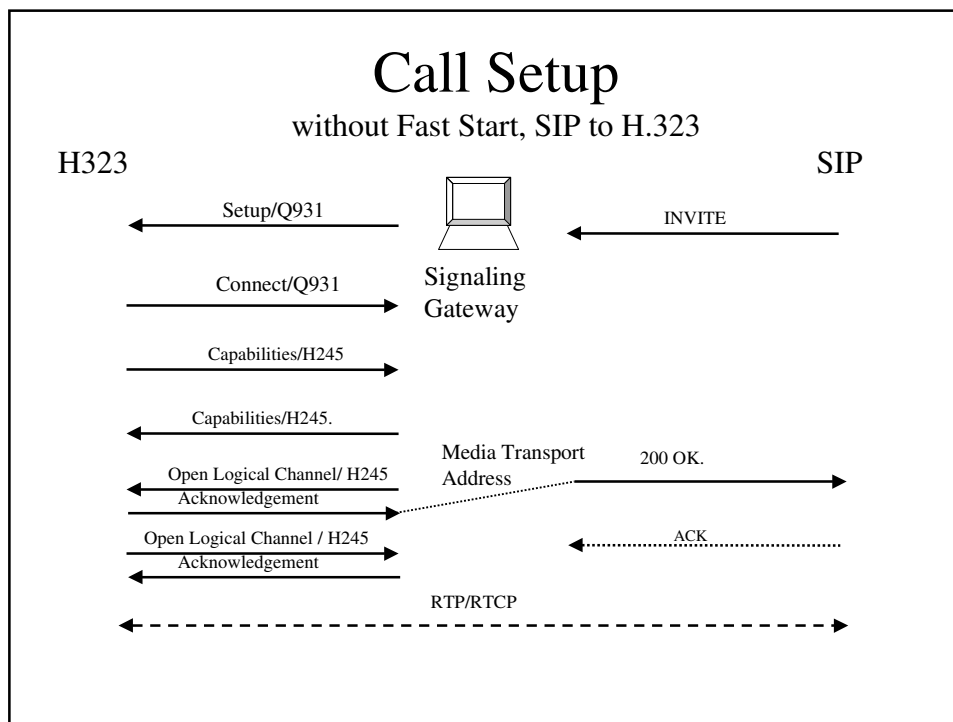 Call Setup
without Fast Start, SIP to H.323
H323
SIP
Setup/Q931
INVITE
Signaling
Gateway
Connect/Q931
Capabilities/H245
Capabilities/H245.
Media Transport
Address
200 OK.
Open Logical Channel/ H245
Acknowledgement
Open Logical Channel / H245
ACK
Acknowledgement
RTP/RTCP